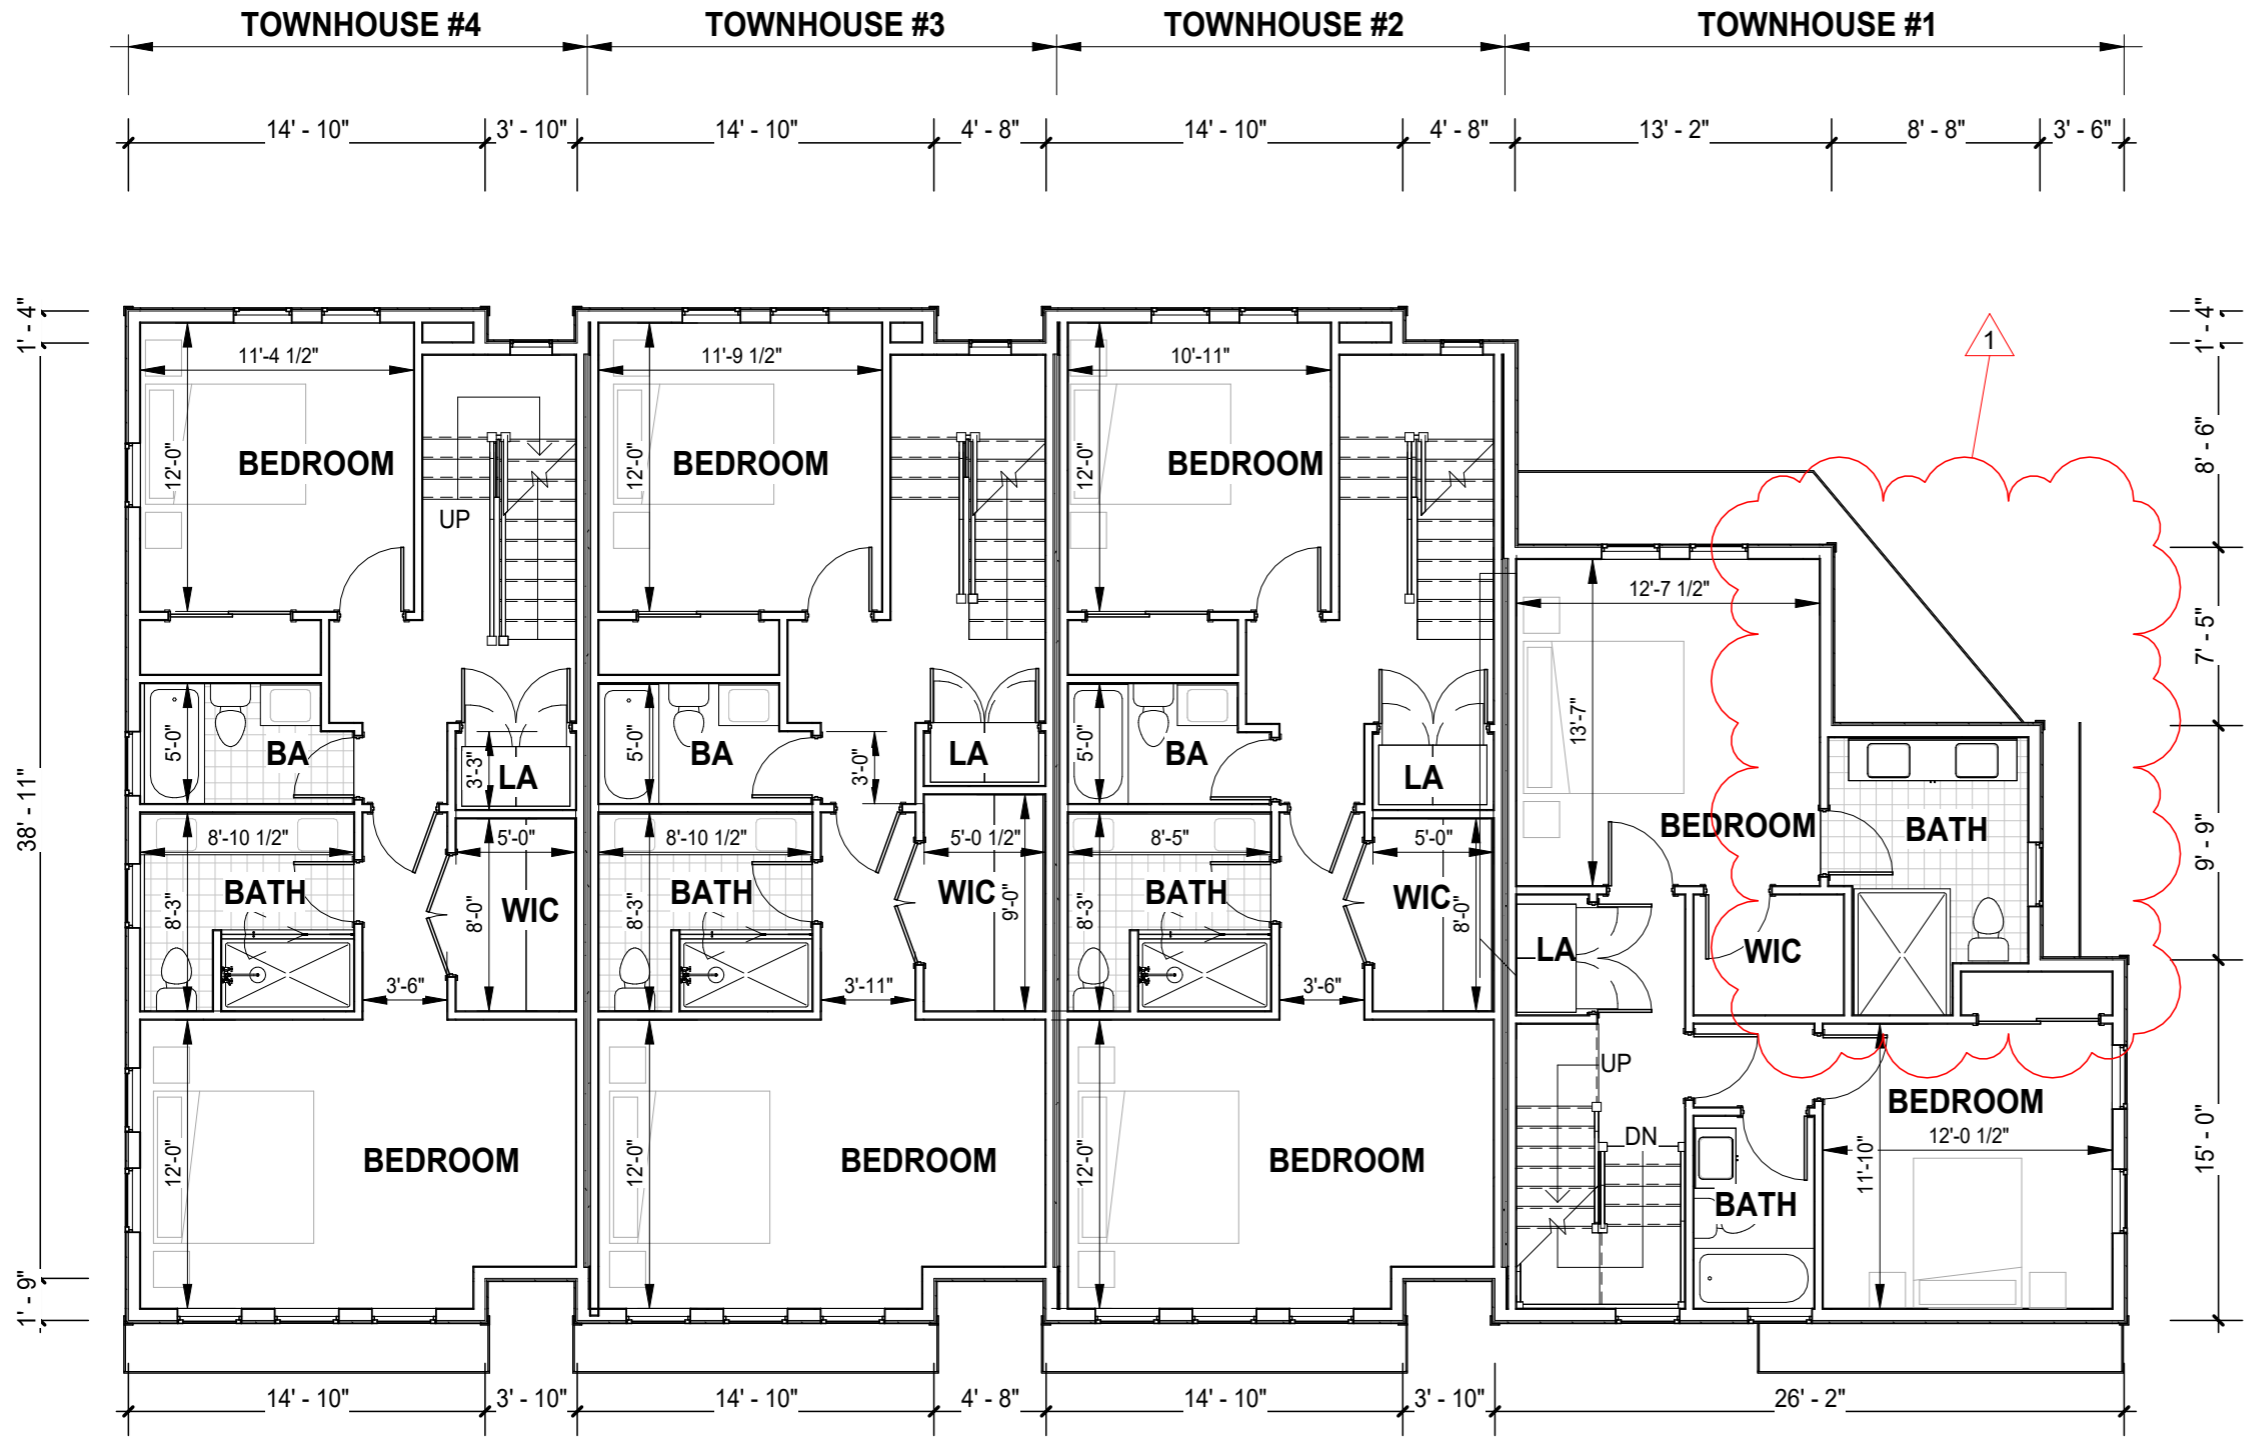 TOWNHOUSE #4 TOWNHOUSE #3 TOWNHOUSE #2 TOWNHOUSE #1
14' - 10" 3' - 10" 14' - 10" 4' - 8" 14' - 10" 4' - 8" 13' - 2" 8' - 8" 3' - 6"
1' - 4"
38' - 11"
1' - 9"
1' - 4"
8' - 6"
7' - 5"
9' - 9"
15' - 0"
1
11'-4 1/2" 11'-9 1/2" 10'-11"
12'-0" 12'-0" 12'-0"
BEDROOM BEDROOM BEDROOM
UP
12'-7 1/2"
13'-7"
5'-0" BA 3'-3" LA 5'-0" BA 3'-0" LA 5'-0" BA LA
BEDROOM BATH
8'-10 1/2" 5'-0" 8'-10 1/2" 5'-0 1/2" 8'-5" 5'-0"
8'-3" BATH 8'-0" WIC 8'-3" BATH WIC 9'-0" 8'-3" BATH WIC 8'-0"
LA WIC
3'-6" 3'-11" 3'-6"
UP
DN
BEDROOM
12'-0 1/2"
11'-10"
12'-0" BEDROOM 12'-0" BEDROOM 12'-0" BEDROOM
BATH
14' - 10" 3' - 10" 14' - 10" 4' - 8" 14' - 10" 3' - 10" 26' - 2"